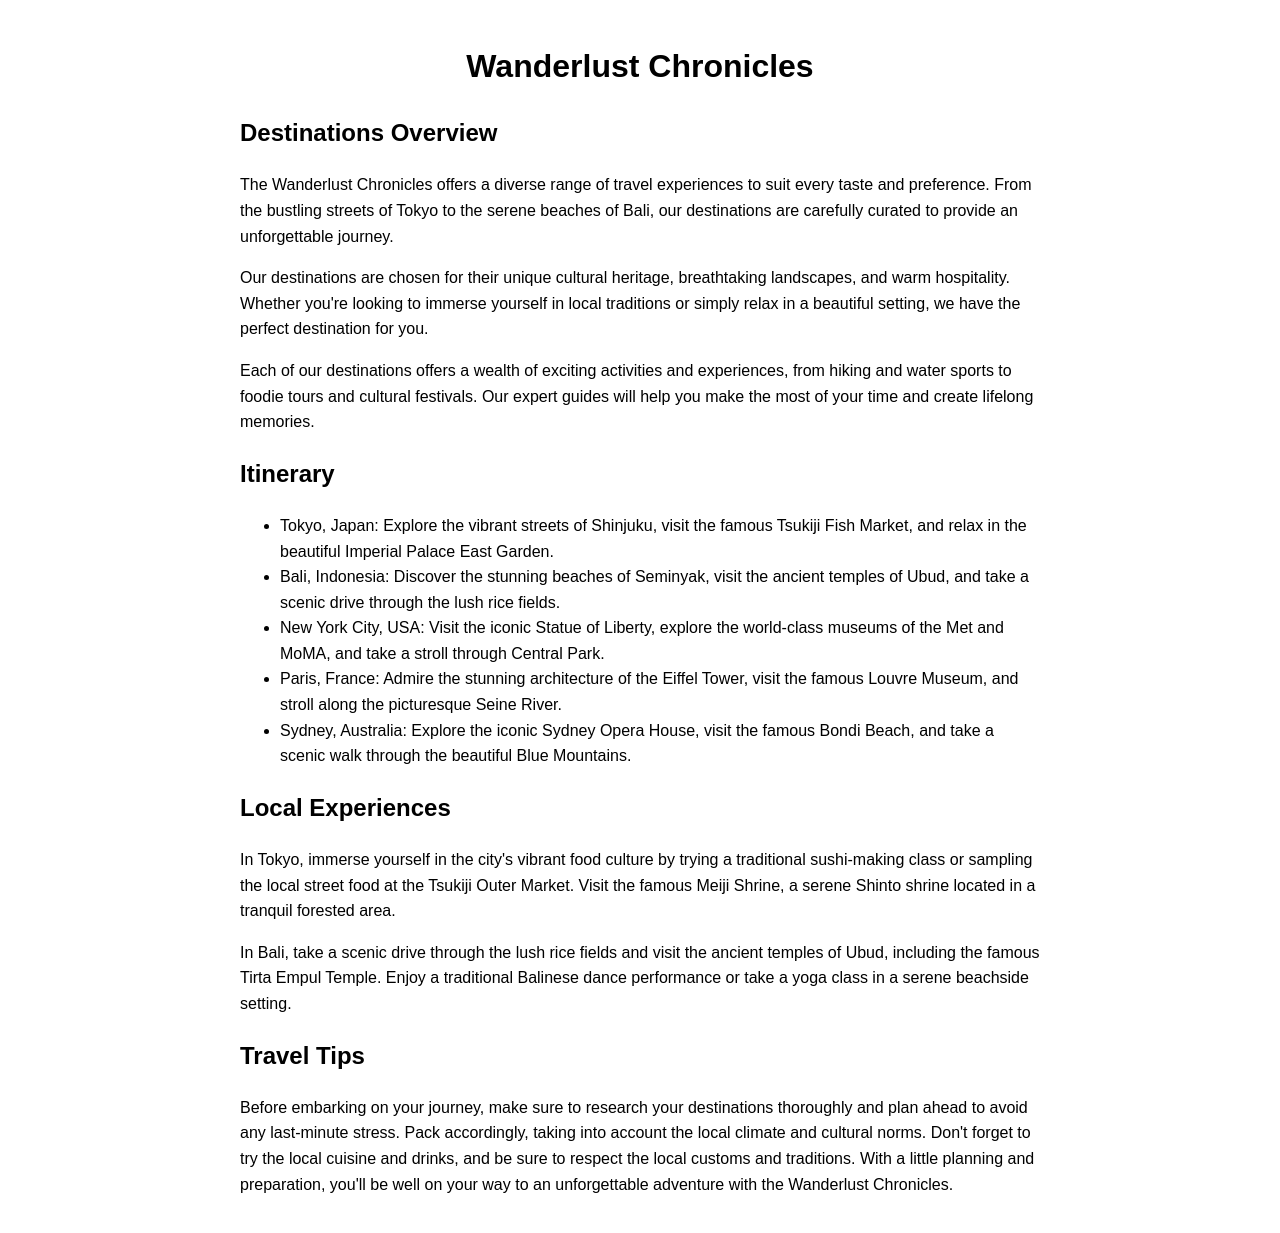 Wanderlust Chronicles
Destinations Overview
The Wanderlust Chronicles offers a diverse range of travel experiences to suit every taste and preference. From
the bustling streets of Tokyo to the serene beaches of Bali, our destinations are carefully curated to provide an
unforgettable journey.
Our destinations are chosen for their unique cultural heritage, breathtaking landscapes, and warm hospitality.
Whether you're looking to immerse yourself in local traditions or simply relax in a beautiful setting, we have the
perfect destination for you.
Each of our destinations offers a wealth of exciting activities and experiences, from hiking and water sports to
foodie tours and cultural festivals. Our expert guides will help you make the most of your time and create lifelong
memories.
Itinerary
• Tokyo, Japan: Explore the vibrant streets of Shinjuku, visit the famous Tsukiji Fish Market, and relax in the
beautiful Imperial Palace East Garden.
• Bali, Indonesia: Discover the stunning beaches of Seminyak, visit the ancient temples of Ubud, and take a
scenic drive through the lush rice fields.
• New York City, USA: Visit the iconic Statue of Liberty, explore the world-class museums of the Met and
MoMA, and take a stroll through Central Park.
• Paris, France: Admire the stunning architecture of the Eiffel Tower, visit the famous Louvre Museum, and
stroll along the picturesque Seine River.
• Sydney, Australia: Explore the iconic Sydney Opera House, visit the famous Bondi Beach, and take a
scenic walk through the beautiful Blue Mountains.
Local Experiences
In Tokyo, immerse yourself in the city's vibrant food culture by trying a traditional sushi-making class or sampling
the local street food at the Tsukiji Outer Market. Visit the famous Meiji Shrine, a serene Shinto shrine located in a
tranquil forested area.
In Bali, take a scenic drive through the lush rice fields and visit the ancient temples of Ubud, including the famous
Tirta Empul Temple. Enjoy a traditional Balinese dance performance or take a yoga class in a serene beachside
setting.
Travel Tips
Before embarking on your journey, make sure to research your destinations thoroughly and plan ahead to avoid
any last-minute stress. Pack accordingly, taking into account the local climate and cultural norms. Don't forget to
try the local cuisine and drinks, and be sure to respect the local customs and traditions. With a little planning and
preparation, you'll be well on your way to an unforgettable adventure with the Wanderlust Chronicles.